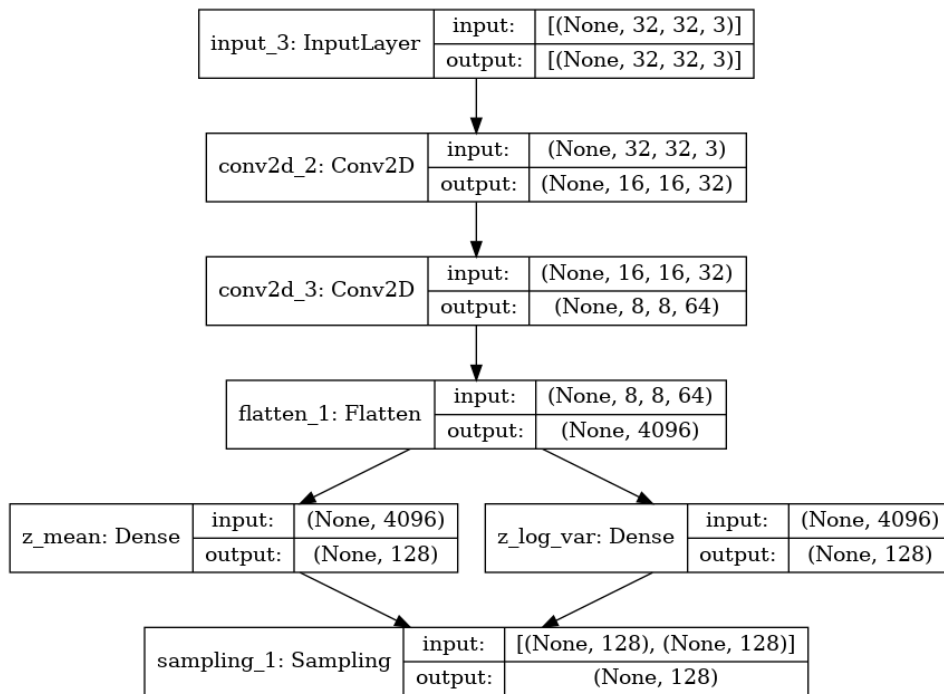 input_3: InputLayer
input: [(None, 32, 32, 3)]
output: [(None, 32, 32, 3)]
conv2d_2: Conv2D
input: (None, 32, 32, 3)
output: (None, 16, 16, 32)
conv2d_3: Conv2D
input: (None, 16, 16, 32)
output: (None, 8, 8, 64)
flatten_1: Flatten
input: (None, 8, 8, 64)
output: (None, 4096)
z_mean: Dense
input: (None, 4096)
output: (None, 128)
z_log_var: Dense
input: (None, 4096)
output: (None, 128)
sampling_1: Sampling
input: [(None, 128), (None, 128)]
output: (None, 128)